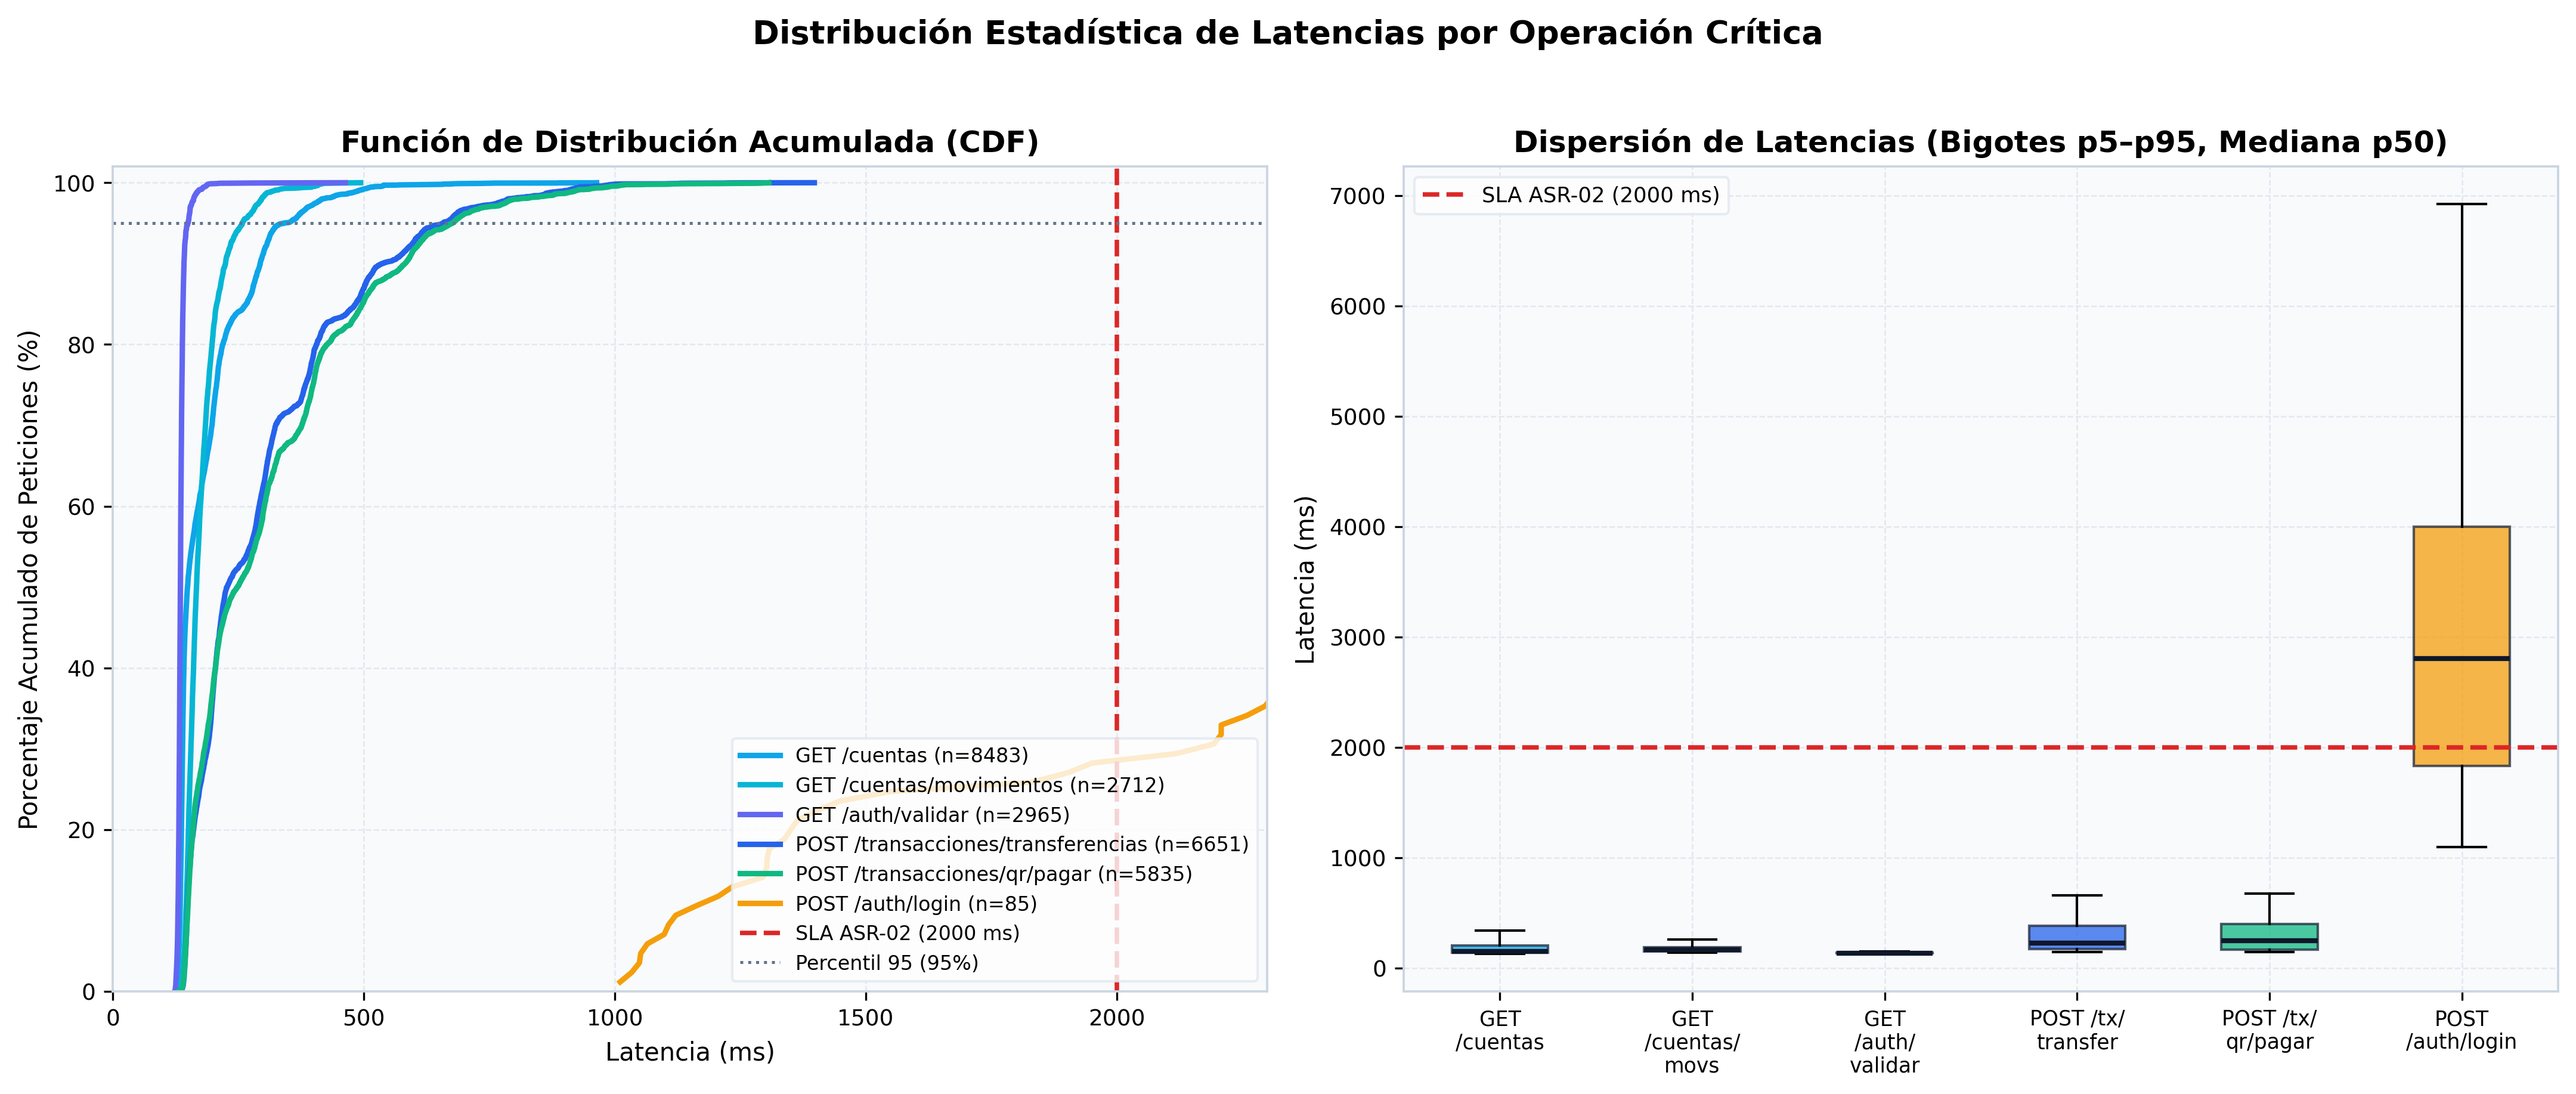 Distribución Estadística de Latencias por Operación Crítica
Función de Distribución Acumulada (CDF)
Porcentaje Acumulado de Peticiones (%)
100
80
60
40
20
0
GET /cuentas (n=8483)
GET /cuentas/movimientos (n=2712)
GET /auth/validar (n=2965)
POST /transacciones/transferencias (n=6651)
POST /transacciones/qr/pagar (n=5835)
POST /auth/login (n=85)
SLA ASR-02 (2000 ms)
Percentil 95 (95%)
0 500 1000 1500 2000
Latencia (ms)
Dispersión de Latencias (Bigotes p5–p95, Mediana p50)
SLA ASR-02 (2000 ms)
Latencia (ms)
7000
6000
5000
4000
3000
2000
1000
0
GET
/cuentas
GET
/cuentas/
movs
GET
/auth/
validar
POST /tx/
transfer
POST /tx/
qr/pagar
POST
/auth/login